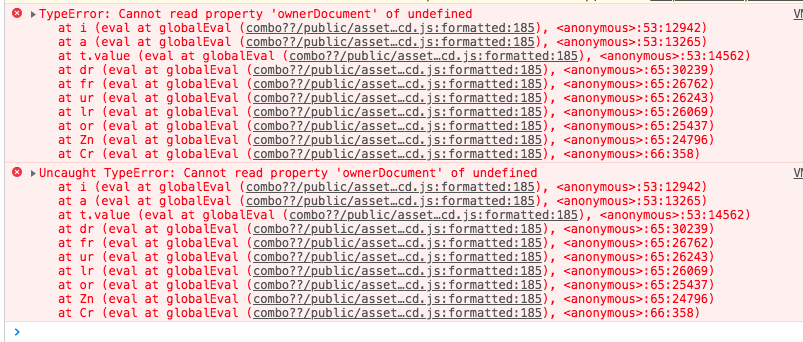 TypeError: Cannot read property 'ownerDocument' of undefined VM
at i (eval at globalEval (combo??/public/asset…cd.js:formatted:185), <anonymous>:53:12942)
at a (eval at globalEval (combo??/public/asset…cd.js:formatted:185), <anonymous>:53:13265)
at t.value (eval at globalEval (combo??/public/asset…cd.js:formatted:185), <anonymous>:53:14562)
at dr (eval at globalEval (combo??/public/asset…cd.js:formatted:185), <anonymous>:65:30239)
at fr (eval at globalEval (combo??/public/asset…cd.js:formatted:185), <anonymous>:65:26762)
at ur (eval at globalEval (combo??/public/asset…cd.js:formatted:185), <anonymous>:65:26243)
at lr (eval at globalEval (combo??/public/asset…cd.js:formatted:185), <anonymous>:65:26069)
at or (eval at globalEval (combo??/public/asset…cd.js:formatted:185), <anonymous>:65:25437)
at Zn (eval at globalEval (combo??/public/asset…cd.js:formatted:185), <anonymous>:65:24796)
at Cr (eval at globalEval (combo??/public/asset…cd.js:formatted:185), <anonymous>:66:358)
Uncaught TypeError: Cannot read property 'ownerDocument' of undefined VM
at i (eval at globalEval (combo??/public/asset…cd.js:formatted:185), <anonymous>:53:12942)
at a (eval at globalEval (combo??/public/asset…cd.js:formatted:185), <anonymous>:53:13265)
at t.value (eval at globalEval (combo??/public/asset…cd.js:formatted:185), <anonymous>:53:14562)
at dr (eval at globalEval (combo??/public/asset…cd.js:formatted:185), <anonymous>:65:30239)
at fr (eval at globalEval (combo??/public/asset…cd.js:formatted:185), <anonymous>:65:26762)
at ur (eval at globalEval (combo??/public/asset…cd.js:formatted:185), <anonymous>:65:26243)
at lr (eval at globalEval (combo??/public/asset…cd.js:formatted:185), <anonymous>:65:26069)
at or (eval at globalEval (combo??/public/asset…cd.js:formatted:185), <anonymous>:65:25437)
at Zn (eval at globalEval (combo??/public/asset…cd.js:formatted:185), <anonymous>:65:24796)
at Cr (eval at globalEval (combo??/public/asset…cd.js:formatted:185), <anonymous>:66:358)